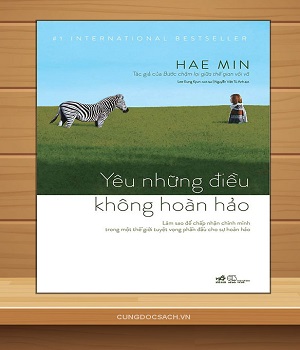 #1 INTERNATIONAL BESTSELLER
HAE MIN
Tác giả của Bước chậm lại giữa thế gian vội vã
Yêu những điều
không hoàn hảo
Làm sao để chấp nhận chính mình
trong một thế giới tuyệt vọng phấn đấu cho sự hoàn hảo
CUNGDOCSACH.VN